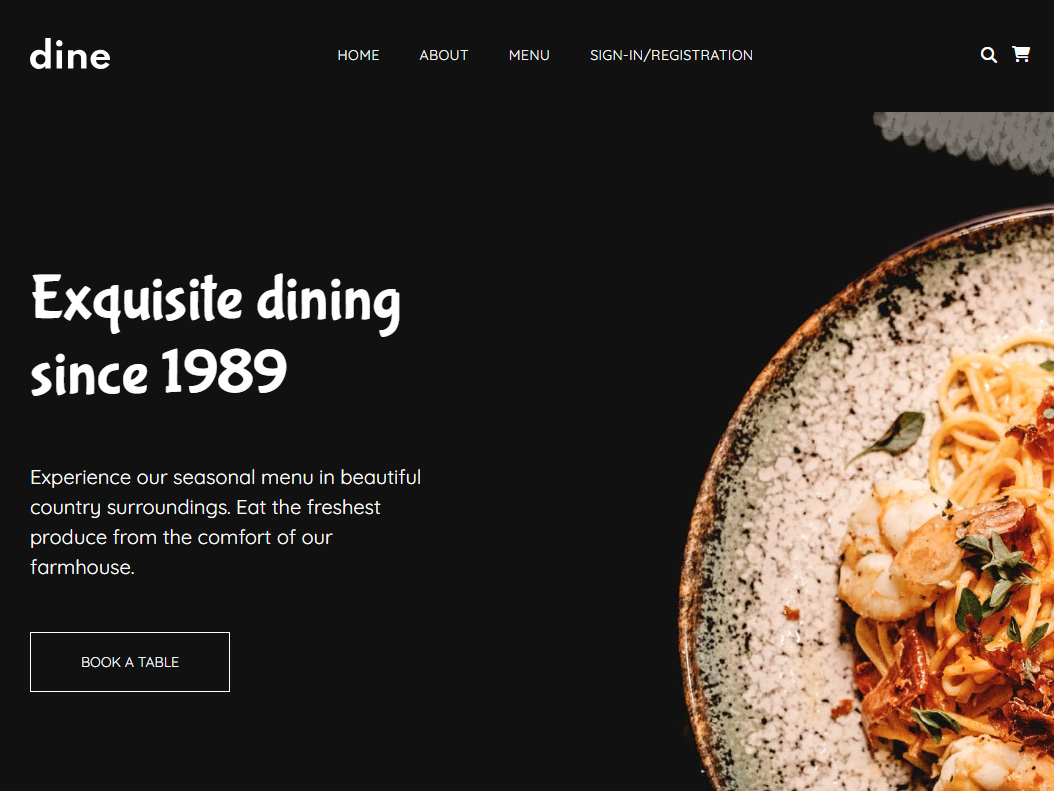 dine
HOME ABOUT MENU SIGN-IN/REGISTRATION
Exquisite dining
since 1989
Experience our seasonal menu in beautiful
country surroundings. Eat the freshest
produce from the comfort of our
farmhouse.
BOOK A TABLE